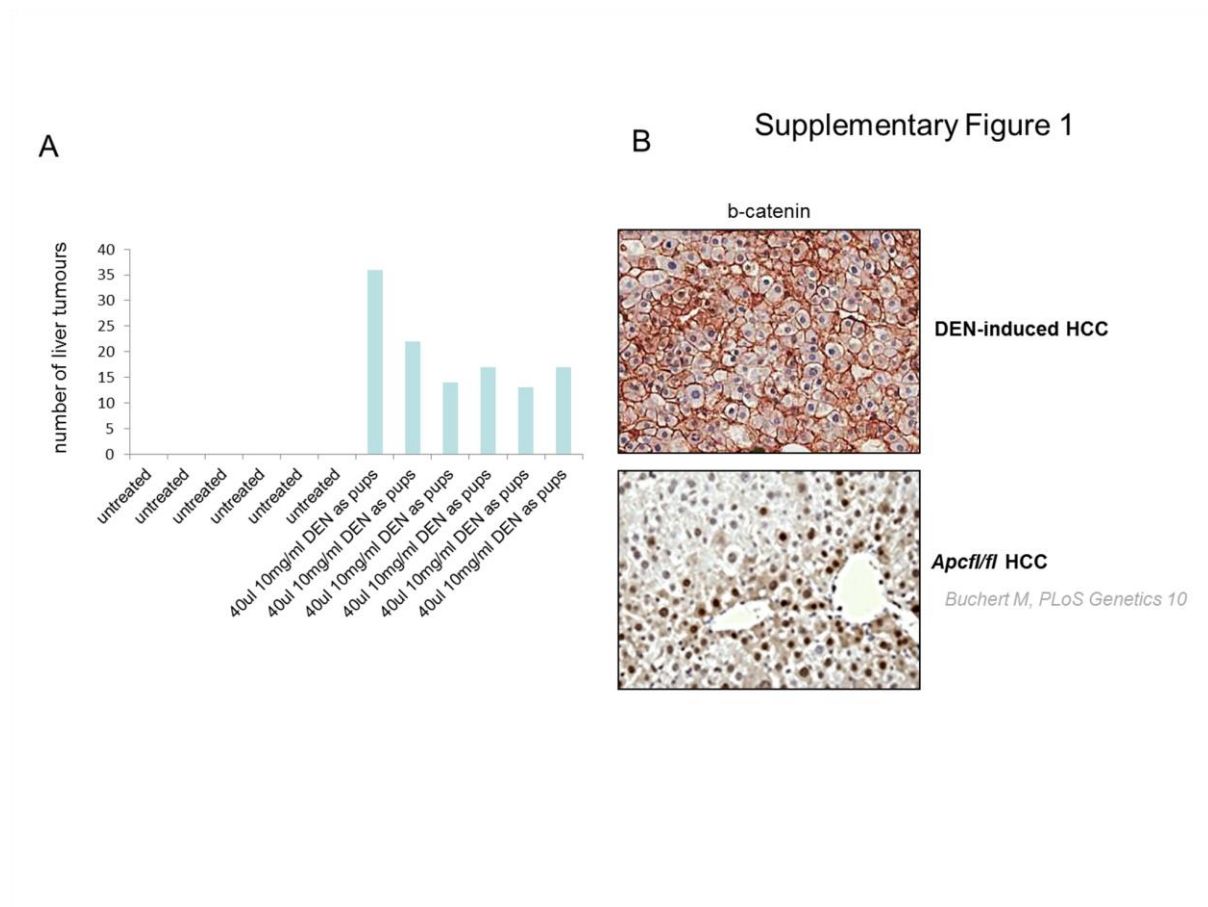 Supplementary Figure 1
A
number of liver tumours
40
35
30
25
20
15
10
5
0
untreated
untreated
untreated
untreated
untreated
untreated
40ul 10mg/ml DEN as pups
40ul 10mg/ml DEN as pups
40ul 10mg/ml DEN as pups
40ul 10mg/ml DEN as pups
40ul 10mg/ml DEN as pups
40ul 10mg/ml DEN as pups
B
b-catenin
DEN-induced HCC
Apcfl/fl HCC
Buchert M, PLoS Genetics 10